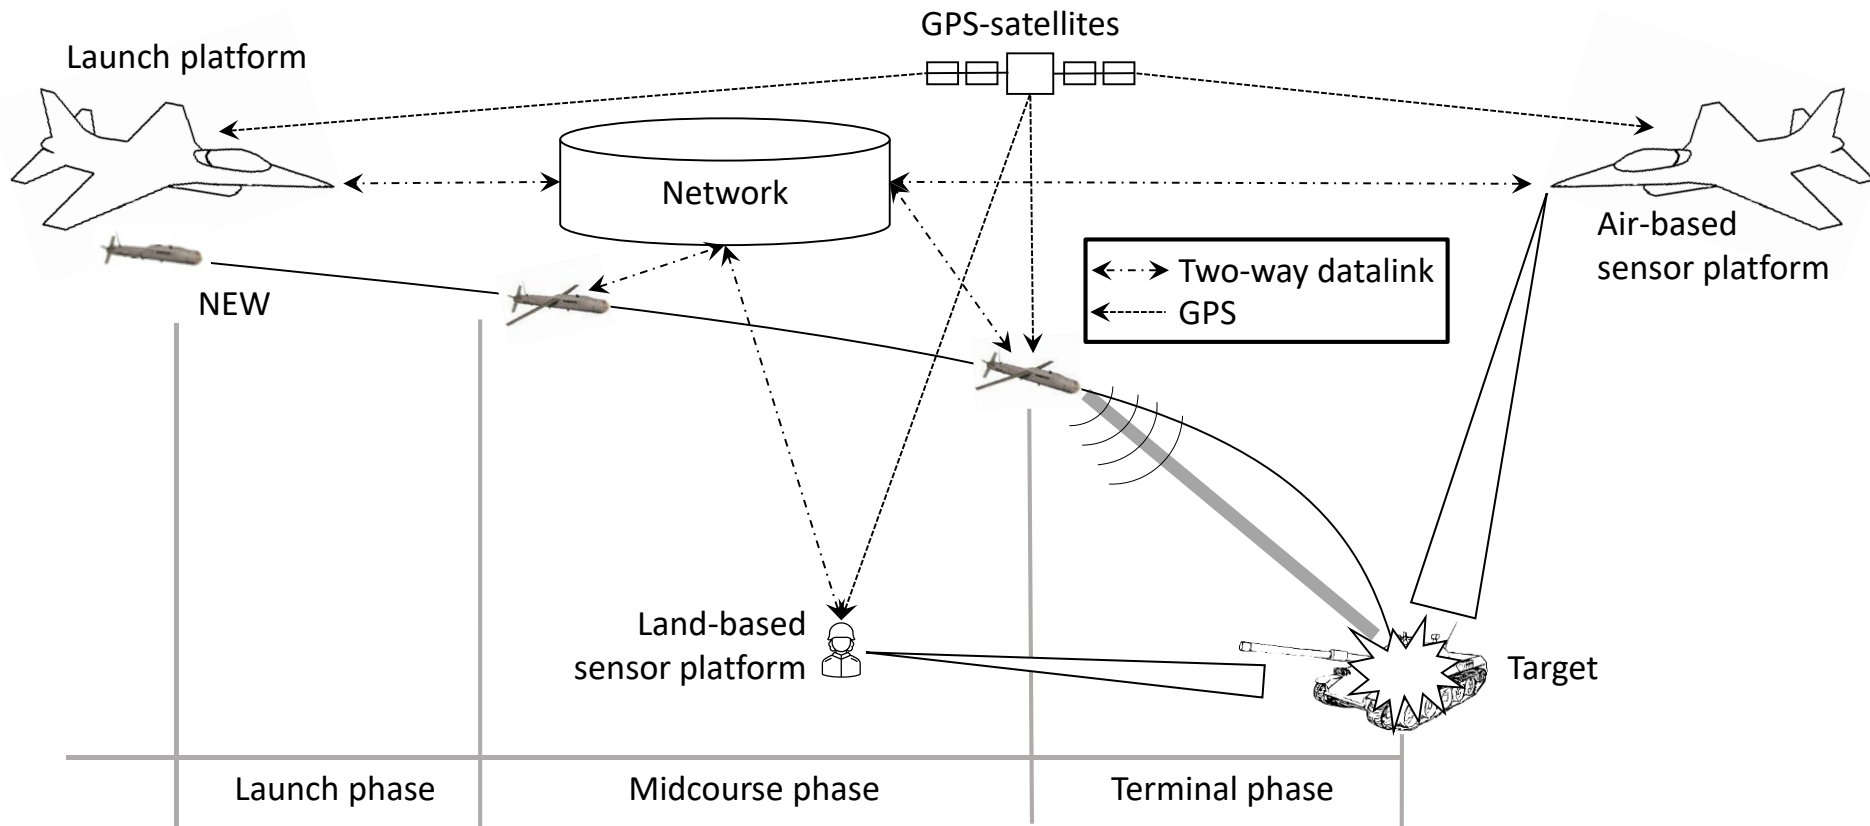 GPS-satellites
Launch platform
Network
Air-based
sensor platform
Two-way datalink
GPS
NEW
Land-based
sensor platform
Target
Launch phase
Midcourse phase
Terminal phase